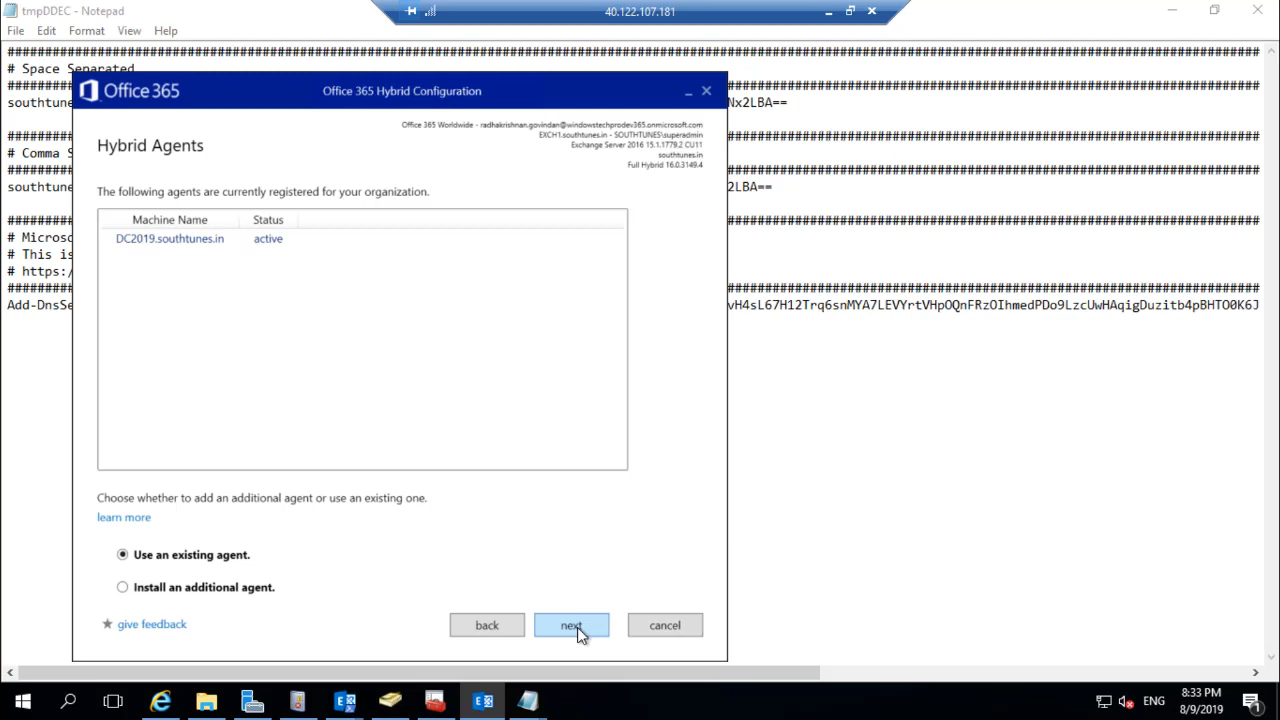 tmpDDEC - Notepad
40.122.107.181
File Edit Format View Help
################################################################
# Space Separated
southtune
Nx2LBA==
# Comma S
southtune
2LBA==
# Micros
# This is
# https:/
Add-DnsSe
vH4sL67H12Trq6snMYA7LEVYrtVHpOQnFRzOIhmedPDo9LzcUwHAqigDuzitb4pBHTO0K6J
Office 365
Office 365 Hybrid Configuration
Office 365 Worldwide - radhakrishnan.govindan@windowstechprodev365.onmicrosoft.com
EXCH1.southtunes.in - SOUTHTUNES\superadmin
Exchange Server 2016 15.1.1779.2 CU11
southtunes.in
Full Hybrid 16.0.3149.4
Hybrid Agents
The following agents are currently registered for your organization.
Machine Name Status
DC2019.southtunes.in active
Choose whether to add an additional agent or use an existing one.
learn more
Use an existing agent.
Install an additional agent.
give feedback
back next cancel
ENG
8:33 PM
8/9/2019
1